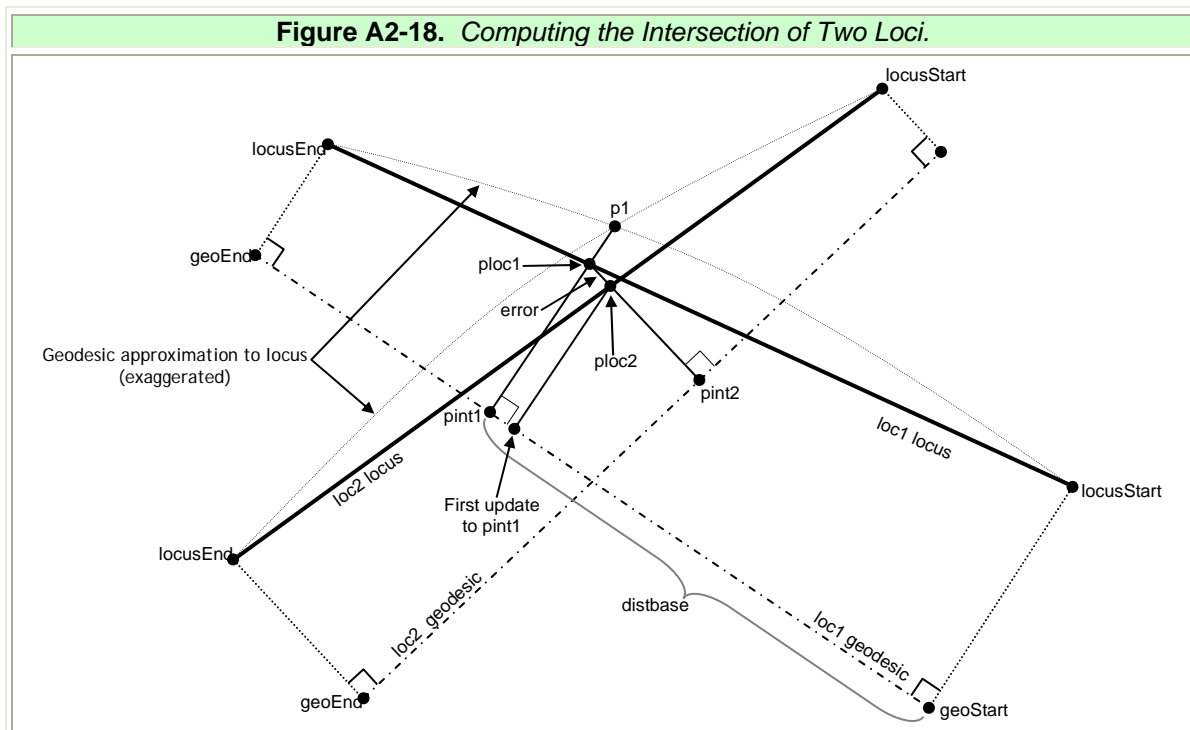 Figure A2-18. Computing the Intersection of Two Loci.
locusStart
locusEnd
p1
geoEnd
ploc1
error
Geodesic approximation to locus
(exaggerated)
ploc2
pint2
pint1
loc1 locus
loc2 locus
First update
to pint1
locusStart
locusEnd
distbase
loc2 geodesic
loc1 geodesic
geoEnd
geoStart